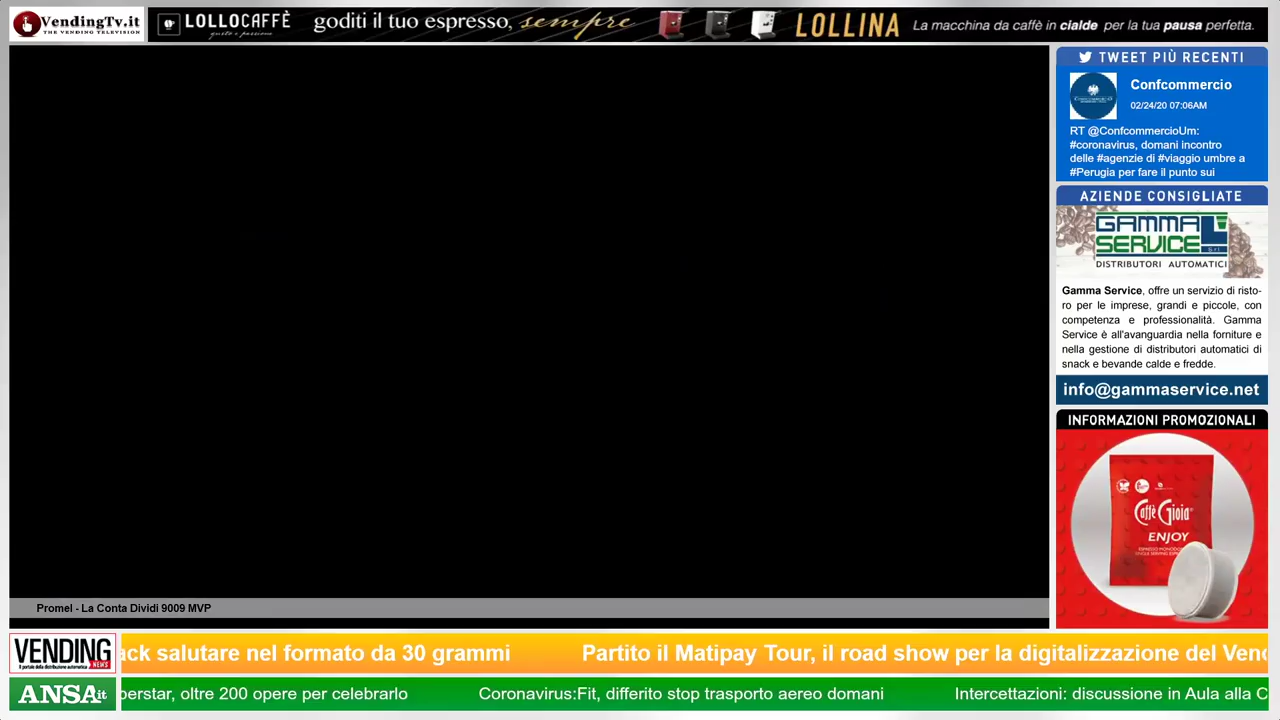 VendingTv.it
THE VENDING TELEVISION
LOLLOCAFFÈ
gusto e passione
goditi il tuo espresso, sempre
LOLLINA
La macchina da caffè in cialde per la tua pausa perfetta.
TWEET PIÙ RECENTI
Confcommercio
02/24/20 07:06AM
RT @ConfcommercioUm:
#coronavirus, domani incontro
delle #agenzie di #viaggio umbre a
#Perugia per fare il punto sui
AZIENDE CONSIGLIATE
GAMMA
SERVICE S.r.l.
DISTRIBUTORI AUTOMATICI
Gamma Service, offre un servizio di risto-
ro per le imprese, grandi e piccole, con
competenza e professionalità. Gamma
Service è all'avanguardia nella forniture e
nella gestione di distributori automatici di
snack e bevande calde e fredde.
info@gammaservice.net
INFORMAZIONI PROMOZIONALI
Caffè Gioia
ENJOY
Promel - La Conta Dividi 9009 MVP
VENDING NEWS
Il portale della distribuzione automatica
ack salutare nel formato da 30 grammi Partito il Matipay Tour, il road show per la digitalizzazione del Vend
ANSA.it
perstar, oltre 200 opere per celebrarlo Coronavirus:Fit, differito stop trasporto aereo domani Intercettazioni: discussione in Aula alla C